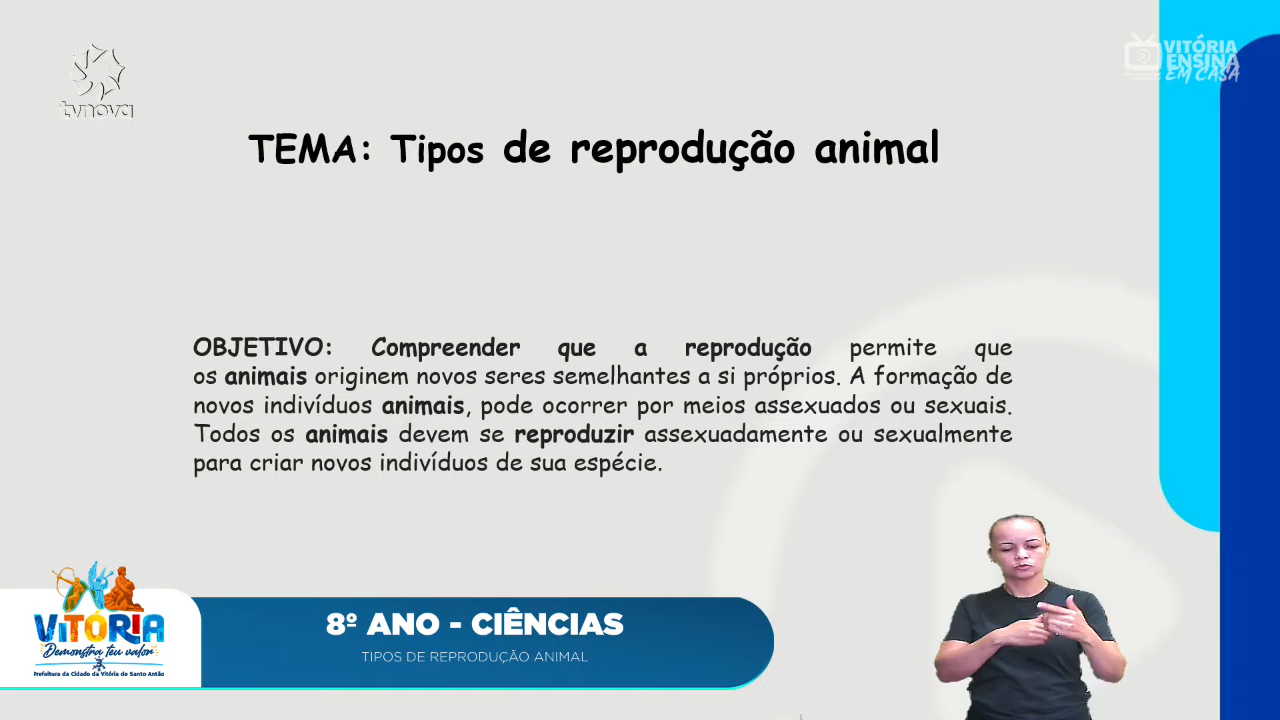 tvnova
VITÓRIA
ENSINA
EM CASA
TEMA: Tipos de reprodução animal
OBJETIVO: Compreender que a reprodução permite que
os animais originem novos seres semelhantes a si próprios. A formação de
novos indivíduos animais, pode ocorrer por meios assexuados ou sexuais.
Todos os animais devem se reproduzir assexuadamente ou sexualmente
para criar novos indivíduos de sua espécie.
VITÓRIA
Demonstra teu valor
Prefeitura da Cidade da Vitória de Santo Antão
8º ANO - CIÊNCIAS
TIPOS DE REPRODUÇÃO ANIMAL